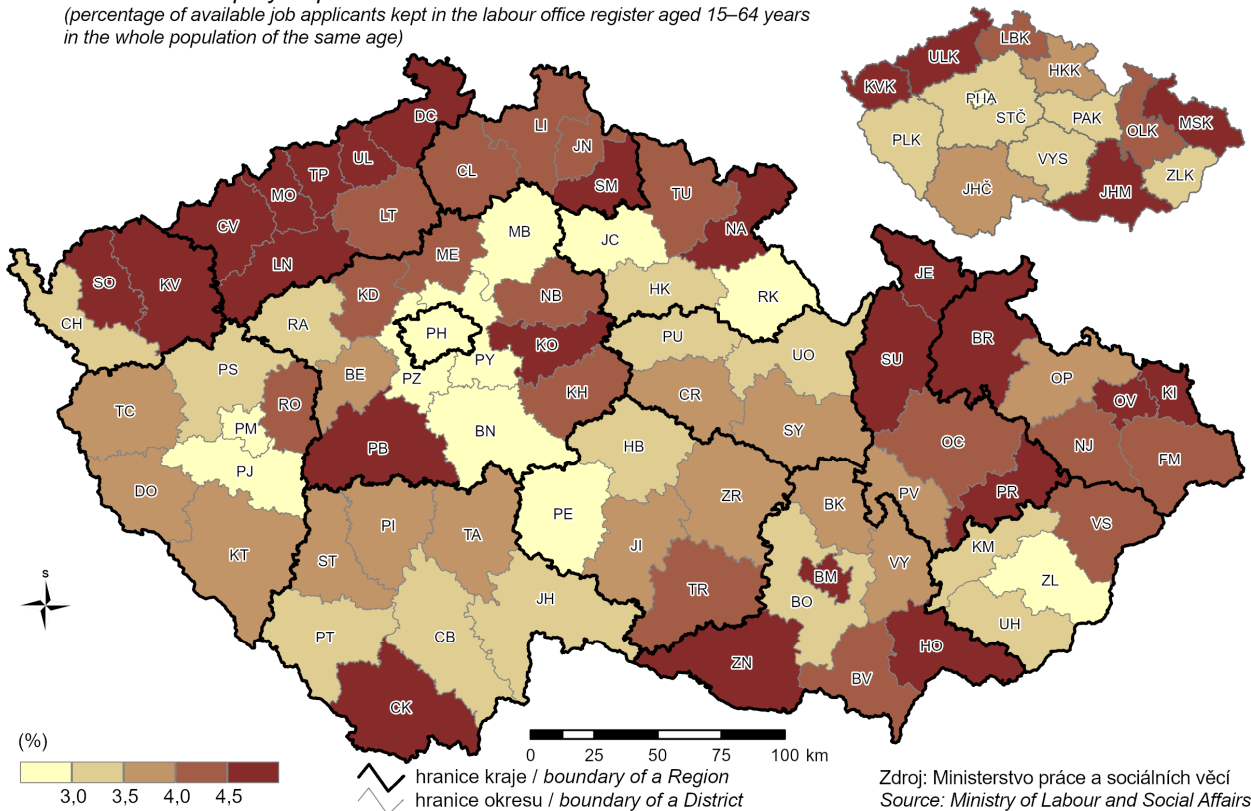 (percentage of available job applicants kept in the labour office register aged 15–64 years
in the whole population of the same age)
LBK
ULK
HKK
KVK
PHA
STČ
PAK
MSK
OLK
PLK
VYS
ZLK
JHČ
JHM
DC
LI
JN
UL
TP
CL
SM
MO
TU
LT
CV
NA
MB
JC
ME
LN
JE
SO
KV
KD
NB
HK
RK
CH
RA
PH
PU
BR
KO
UO
SU
PY
PS
BE
PZ
OP
KI
KH
CR
OV
TC
RO
PM
BN
SY
OC
NJ
HB
PB
FM
PJ
DO
PR
PV
ZR
BK
PE
PI
VS
TA
JI
KM
KT
ST
VY
BM
ZL
TR
BO
JH
UH
PT
CB
HO
ZN
BV
CK
S
(%)
3,0 3,5 4,0 4,5
0 25 50 75 100 km
hranice kraje / boundary of a Region
hranice okresu / boundary of a District
Zdroj: Ministerstvo práce a sociálních věcí
Source: Ministry of Labour and Social Affairs